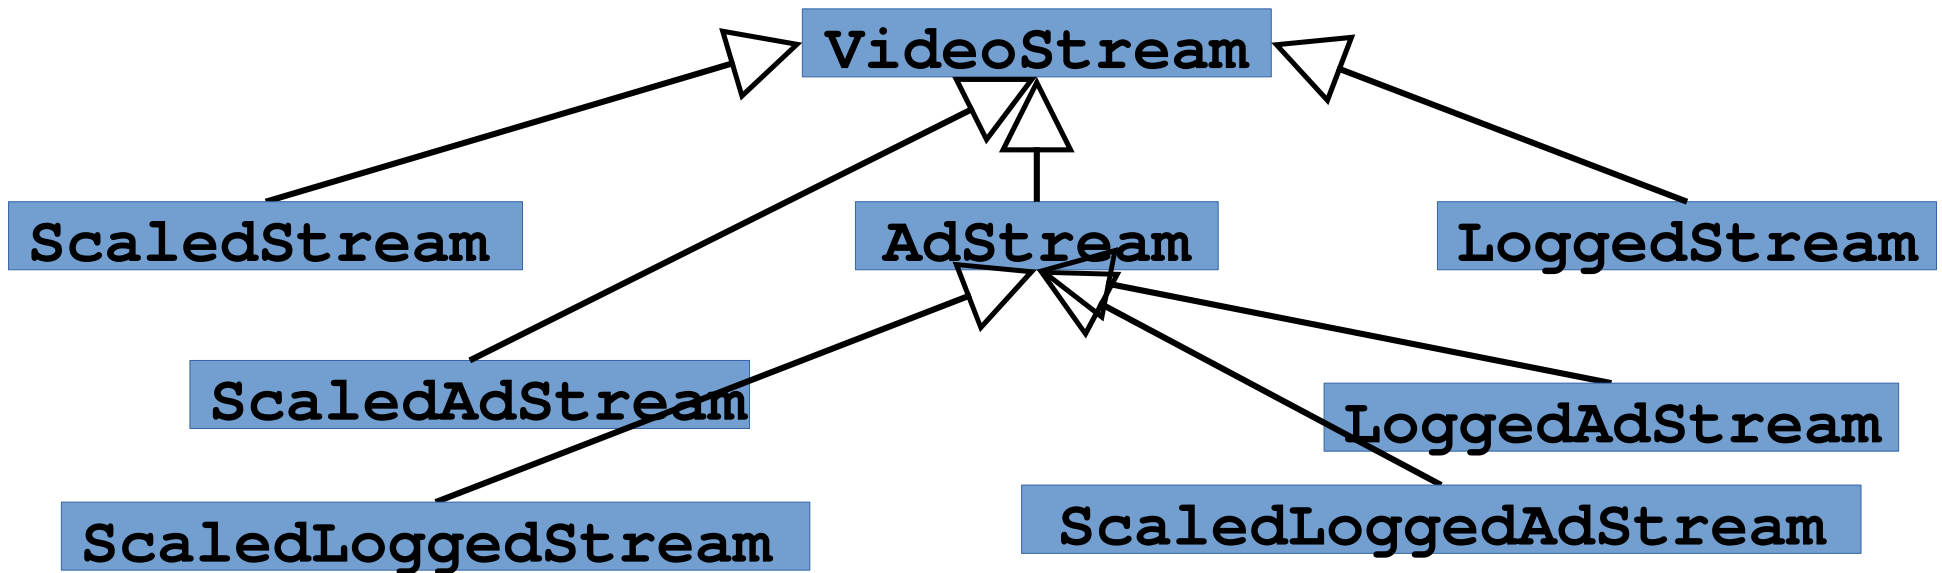 VideoStream
ScaledStream
AdStream
LoggedStream
ScaledAdStream
LoggedAdStream
ScaledLoggedStream
ScaledLoggedAdStream